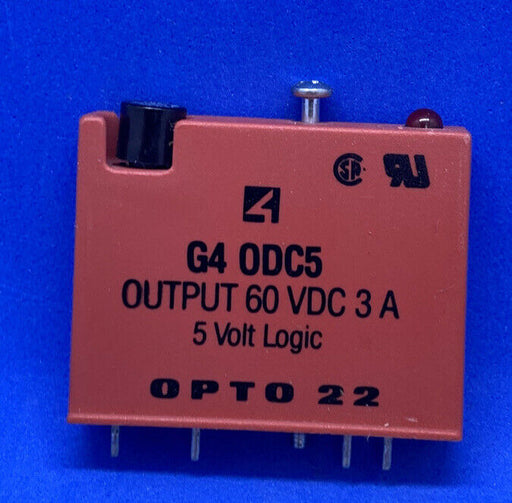 G4 ODC5
OUTPUT 60 VDC 3 A
5 Volt Logic
OPTO 22